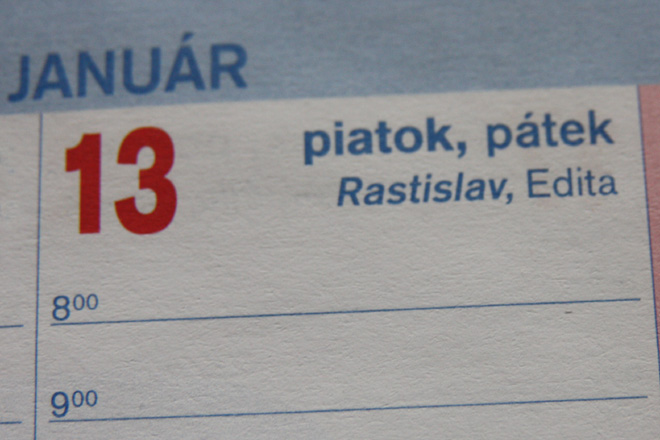 JANUÁR
13
piatok, pátek
Rastislav, Edita
8⁰⁰
9⁰⁰